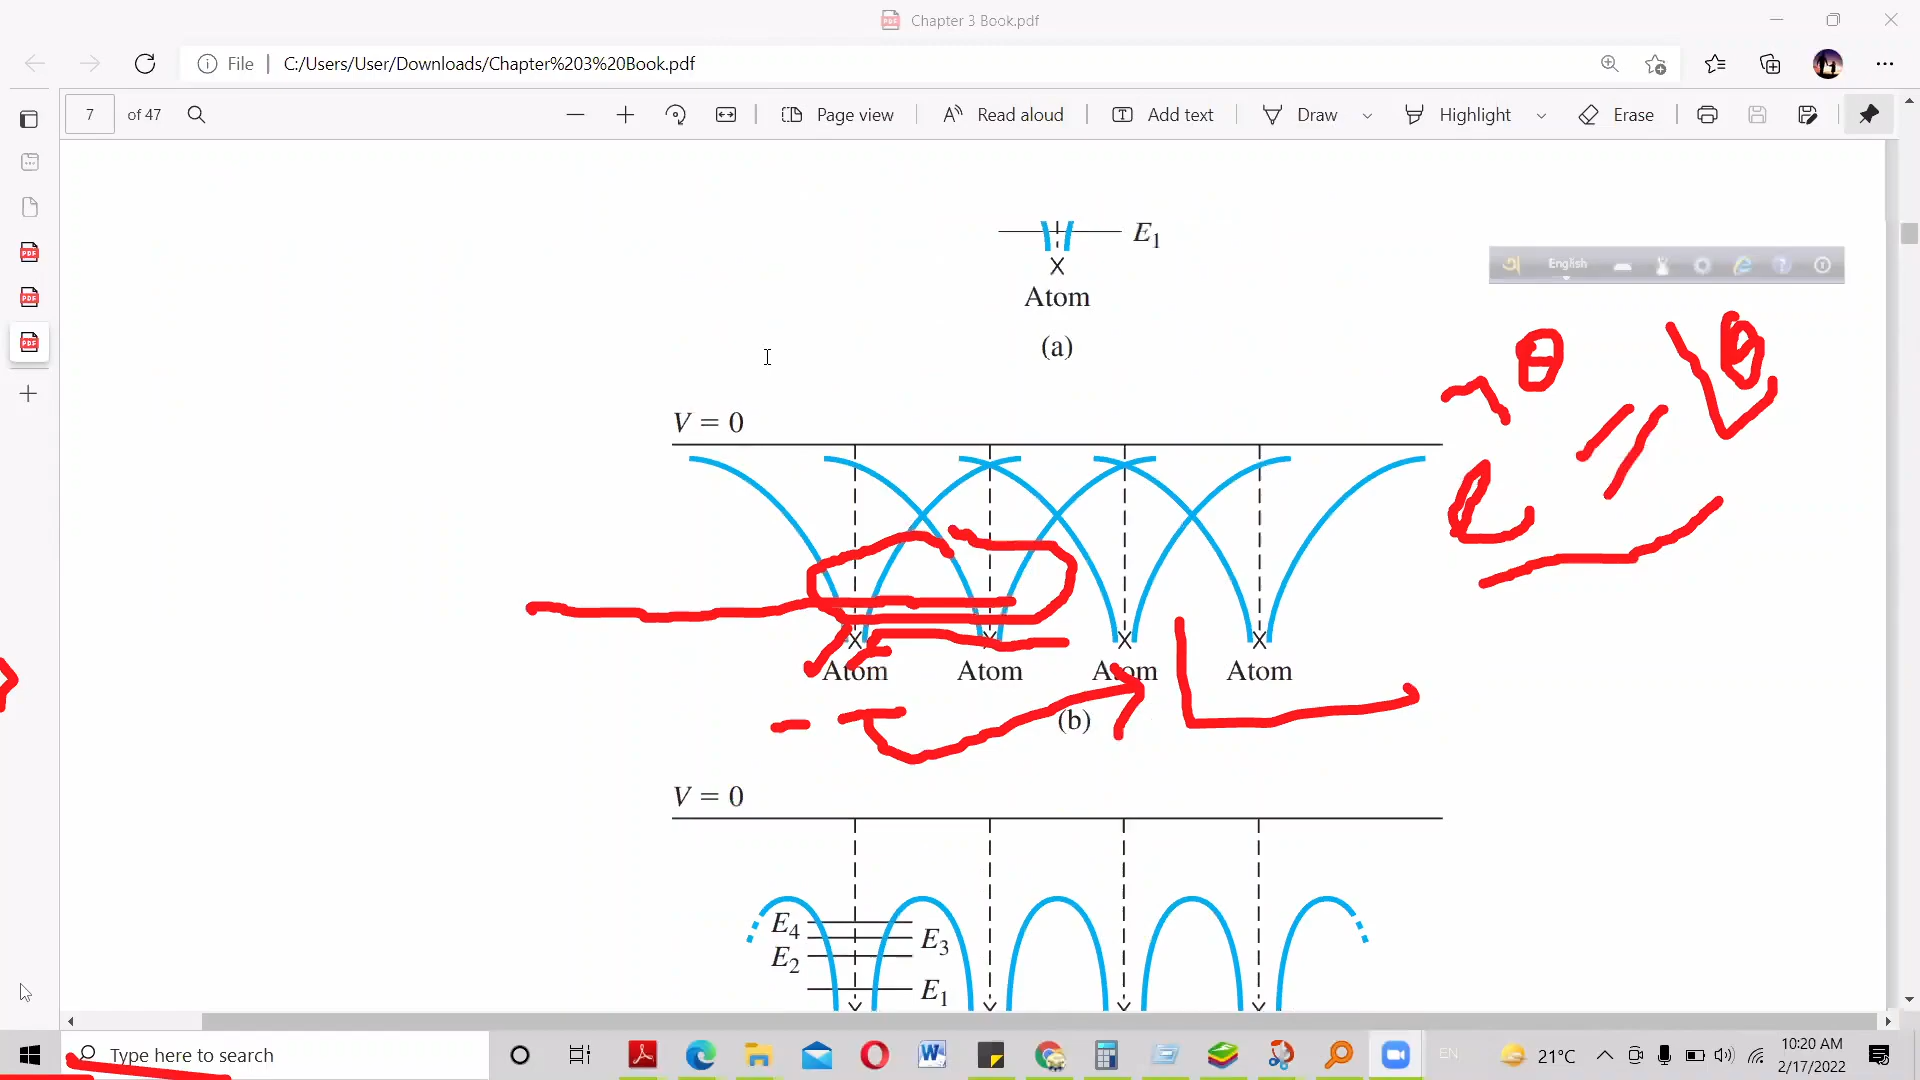 Chapter 3 Book.pdf
File | C:/Users/User/Downloads/Chapter%203%20Book.pdf
7 of 47 Page view Read aloud Add text Draw Highlight Erase
E1
English
Atom
(a)
V = 0
Atom Atom Atom Atom
(b)
V = 0
E4
E3
E2
E1
Type here to search
EN 21°C 10:20 AM
2/17/2022